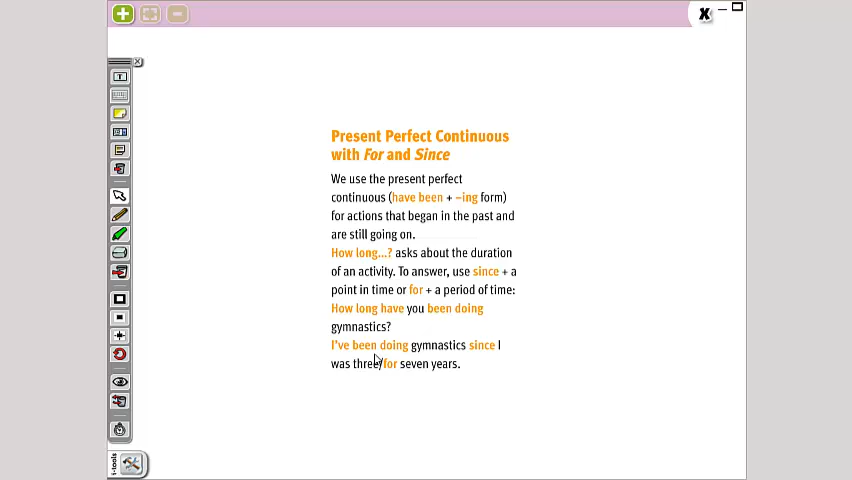 X
T
Present Perfect Continuous
with For and Since
We use the present perfect
continuous (have been + –ing form)
for actions that began in the past and
are still going on.
How long...? asks about the duration
of an activity. To answer, use since + a
point in time or for + a period of time:
How long have you been doing
gymnastics?
I've been doing gymnastics since I
was three/for seven years.
i-tools